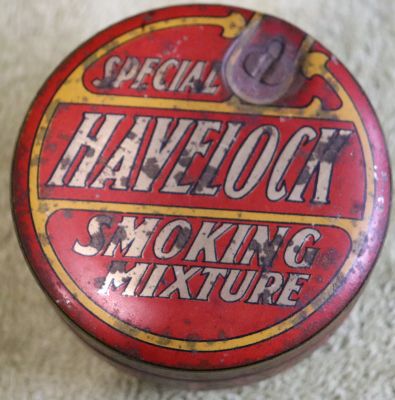 SPECIAL
HAVELOCK
SMOKING
MIXTURE